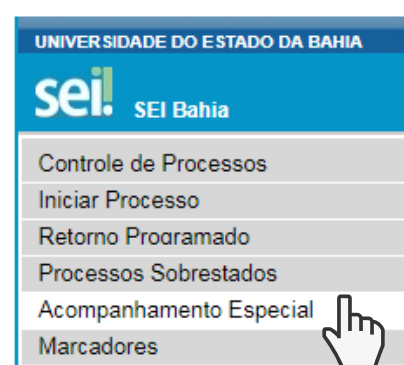 UNIVERSIDADE DO ESTADO DA BAHIA
sei! SEI Bahia
Controle de Processos
Iniciar Processo
Retorno Programado
Processos Sobrestados
Acompanhamento Especial
Marcadores